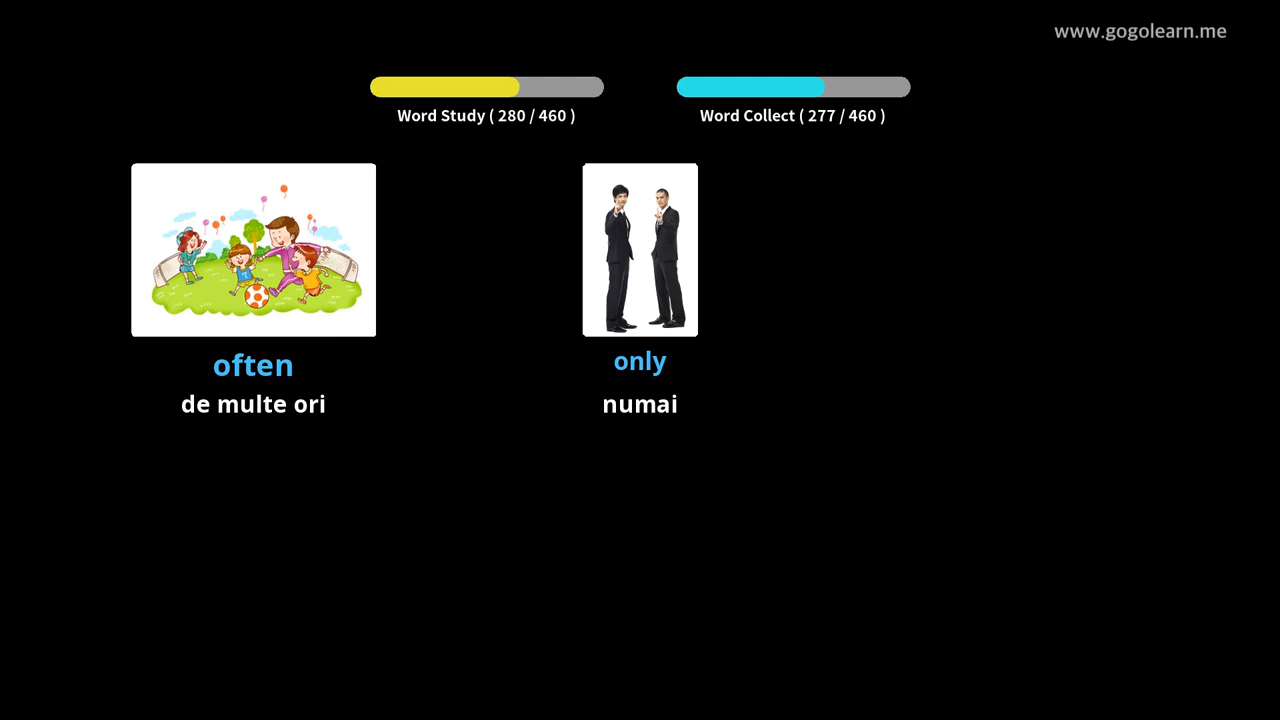 www.gogolearn.me
Word Study ( 280 / 460 )
Word Collect ( 277 / 460 )
often
de multe ori
only
numai